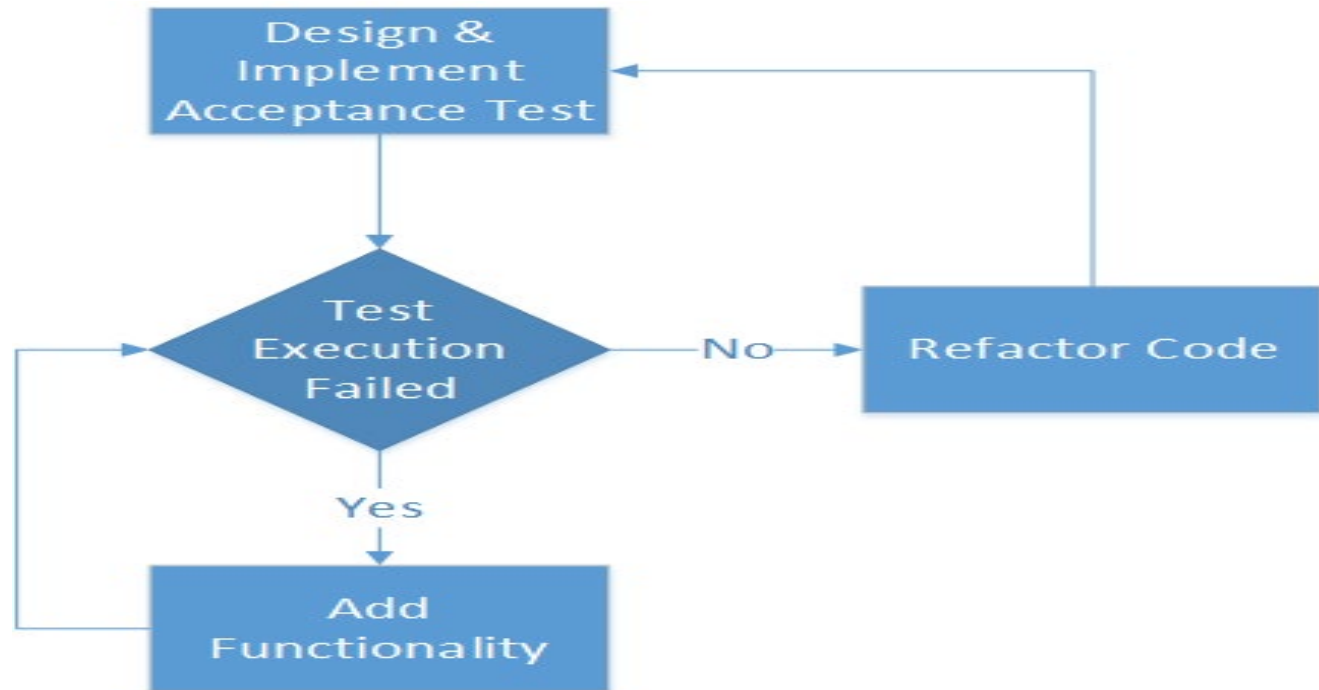 Design &
Implement
Acceptance Test
Test
Execution
Failed
No
Refactor Code
Yes
Add
Functionality